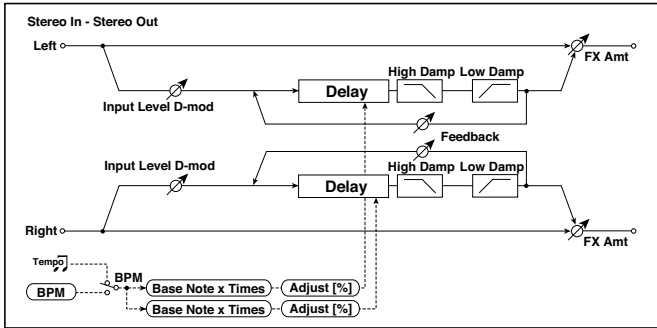 Stereo In - Stereo Out
Left
FX Amt
High Damp
Low Damp
Delay
Input Level D-mod
Feedback
Input Level D-mod
High Damp
Low Damp
Delay
Right
FX Amt
Tempo
BPM
BPM
Base Note x Times
Adjust [%]
Base Note x Times
Adjust [%]